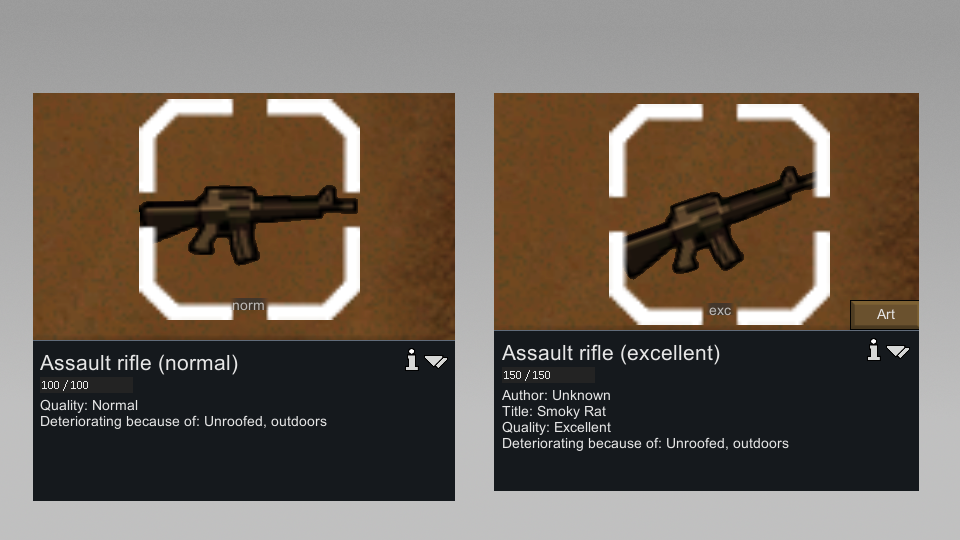 norm
Assault rifle (normal)
100 / 100
Quality: Normal
Deteriorating because of: Unroofed, outdoors
exc
Art
Assault rifle (excellent)
150 / 150
Author: Unknown
Title: Smoky Rat
Quality: Excellent
Deteriorating because of: Unroofed, outdoors